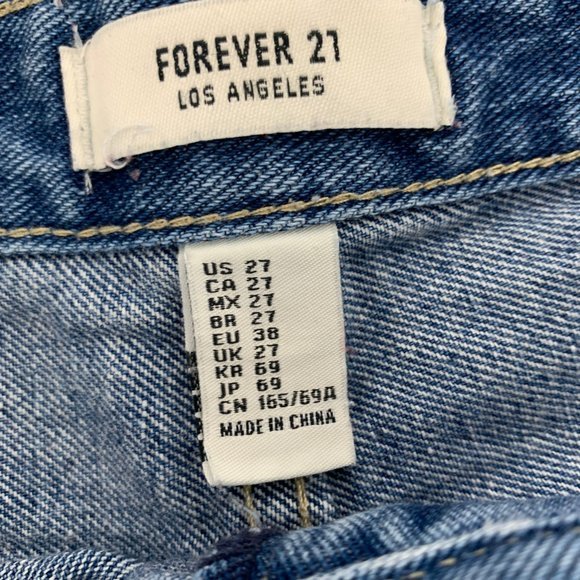 FOREVER 21
LOS ANGELES
US 27
CA 27
MX 27
BR 27
EU 38
UK 27
KR 69
JP 69
CN 165/69A
MADE IN CHINA